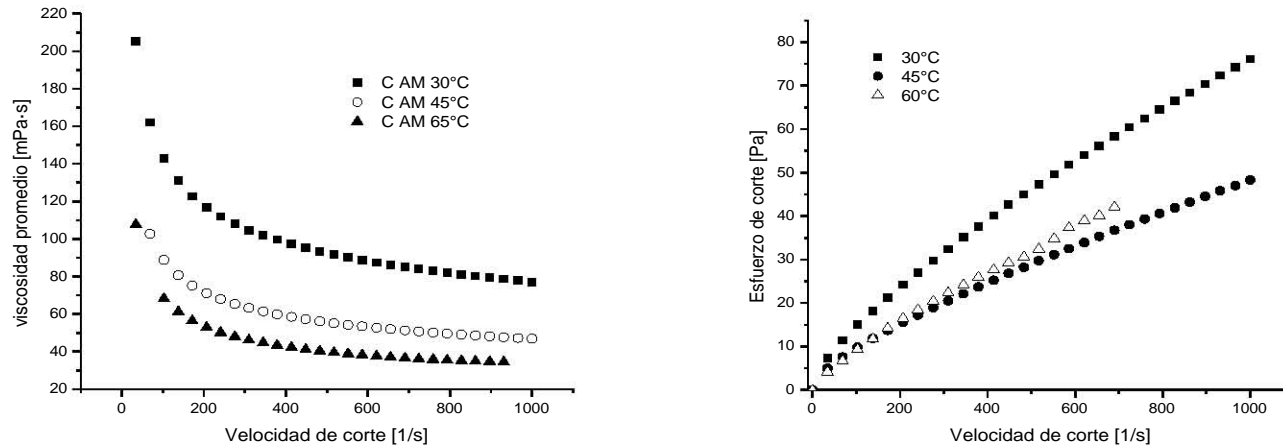 220
200
180
160
140
120
100
80
60
40
20
viscosidad promedio [mPa·s]
C AM 30°C
C AM 45°C
C AM 65°C
0 200 400 600 800 1000
Velocidad de corte [1/s]
80
70
60
50
40
30
20
10
0
Esfuerzo de corte [Pa]
30°C
45°C
60°C
0 200 400 600 800 1000
Velocidad de corte [1/s]